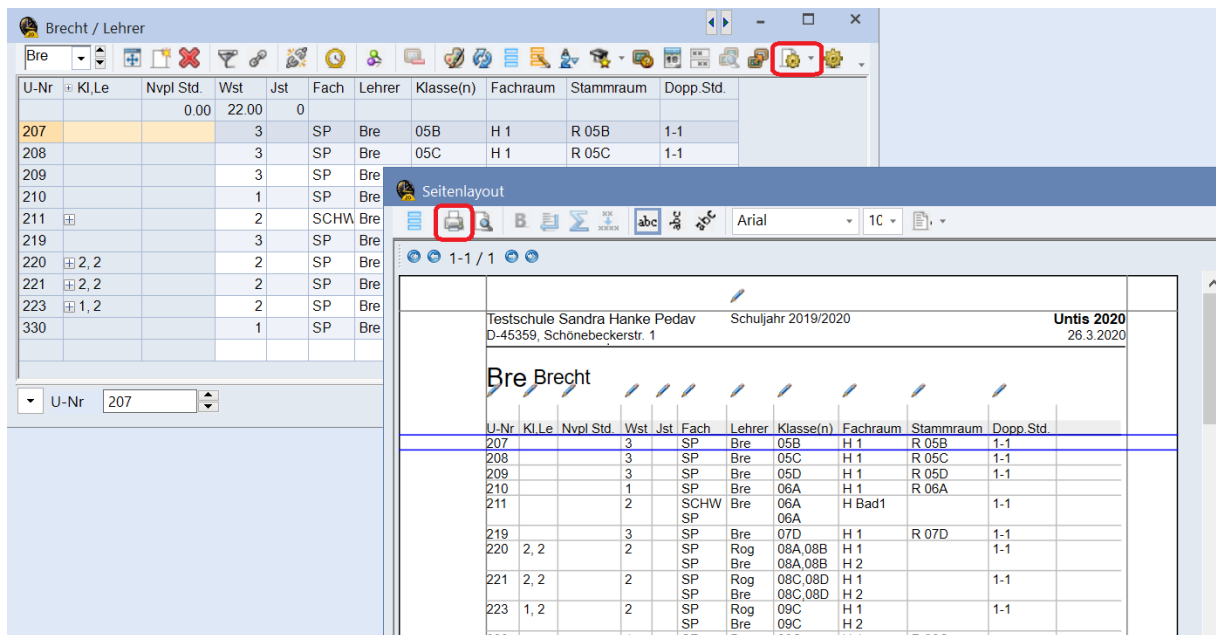 Brecht / Lehrer
Bre
U-Nr Kl,Le Nvpl Std. Wst Jst Fach Lehrer Klasse(n) Fachraum Stammraum Dopp.Std.
0.00 22.00 0
207 3 SP Bre 05B H 1 R 05B 1-1
208 3 SP Bre 05C H 1 R 05C 1-1
209 3 SP Bre
210 1 SP Bre
211 2 SCHW Bre
219 3 SP Bre
220 2, 2 2 SP Bre
221 2, 2 2 SP Bre
223 1, 2 2 SP Bre
330 1 SP Bre
U-Nr 207
Seitenlayout
B abc abc abc Arial 10
1-1 / 1
Testschule Sandra Hanke Pedav Schuljahr 2019/2020 Untis 2020
D-45359, Schönebeckerstr. 1 26.3.2020
Bre Brecht
U-Nr Kl,Le Nvpl Std. Wst Jst Fach Lehrer Klasse(n) Fachraum Stammraum Dopp.Std.
207 3 SP Bre 05B H 1 R 05B 1-1
208 3 SP Bre 05C H 1 R 05C 1-1
209 3 SP Bre 05D H 1 R 05D 1-1
210 1 SP Bre 06A H 1 R 06A
211 2 SCHW Bre 06A H Bad1 1-1
SP 06A
219 3 SP Bre 07D H 1 R 07D 1-1
220 2, 2 2 SP Rog 08A,08B H 1 1-1
SP Bre 08A,08B H 2
221 2, 2 2 SP Rog 08C,08D H 1 1-1
SP Bre 08C,08D H 2
223 1, 2 2 SP Rog 09C H 1 1-1
SP Bre 09C H 2